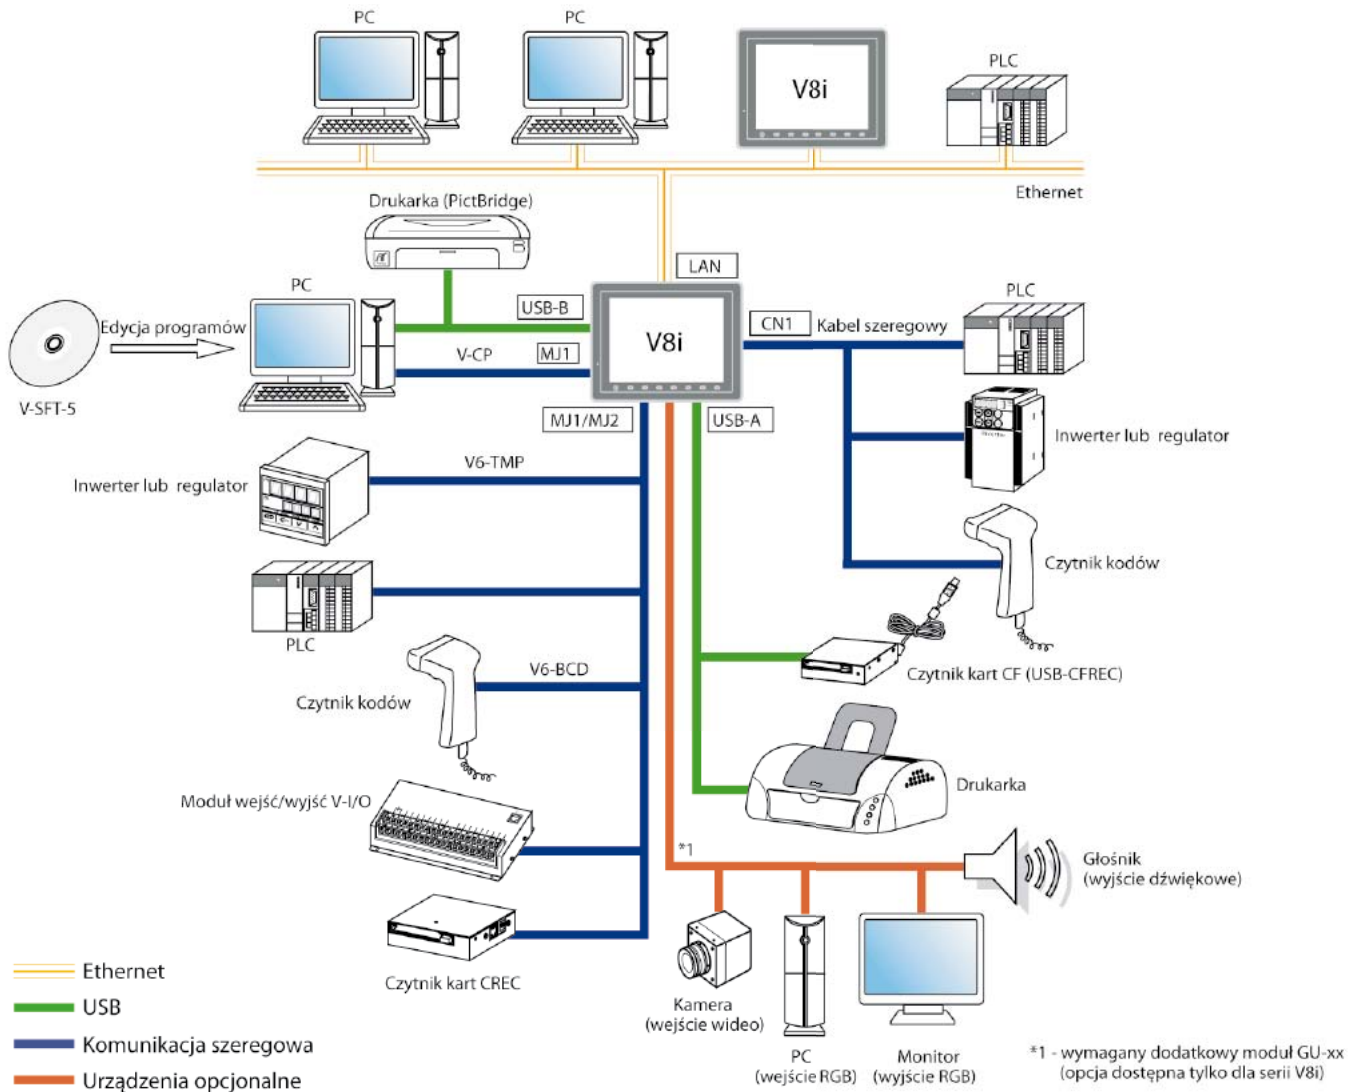 PC
PC
V8i
PLC
Ethernet
Drukarka (PictBridge)
LAN
PC
USB-B
PLC
CN1
Kabel szeregowy
Edycja programów
V8i
V-CP
MJ1
V-SFT-5
MJ1/MJ2
USB-A
Inwerter lub regulator
V6-TMP
Inwerter lub regulator
Czytnik kodów
PLC
V6-BCD
Czytnik kart CF (USB-CFREC)
Czytnik kodów
Drukarka
Moduł wejść/wyjść V-I/O
*1
Głośnik
(wyjście dźwiękowe)
Czytnik kart CREC
Kamera
(wejście wideo)
PC
(wejście RGB)
Monitor
(wyjście RGB)
Ethernet
USB
Komunikacja szeregowa
Urządzenia opcjonalne
*1 - wymagany dodatkowy moduł GU-xx
(opcja dostępna tylko dla serii V8i)